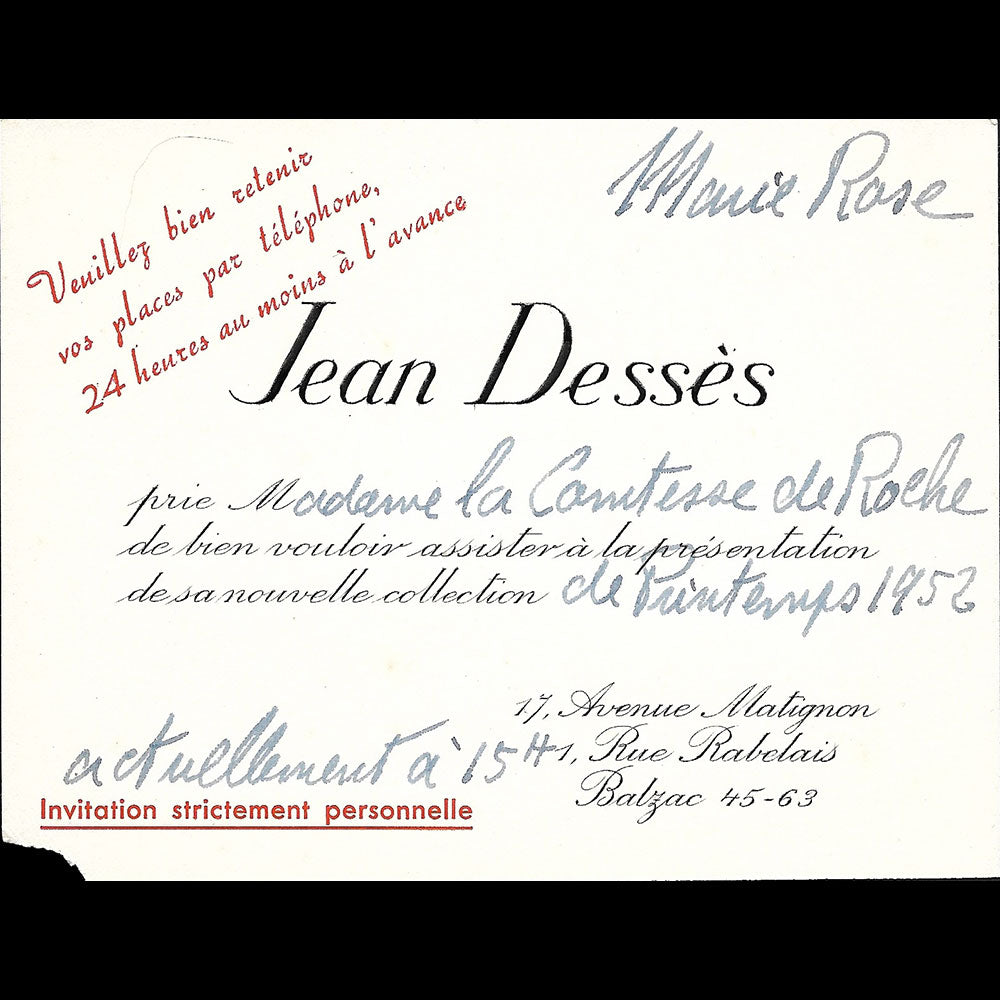 Veuillez bien retenir
vos places par téléphone,
24 heures au moins à l'avance
Marie Rose
Jean Dessès
prie Madame la Comtesse de Roche
de bien vouloir assister à la présentation
de sa nouvelle collection de Printemps 1952
17, Avenue Matignon
actuellement à 15 H
1, Rue Rabelais
Balzac 45-63
Invitation strictement personnelle